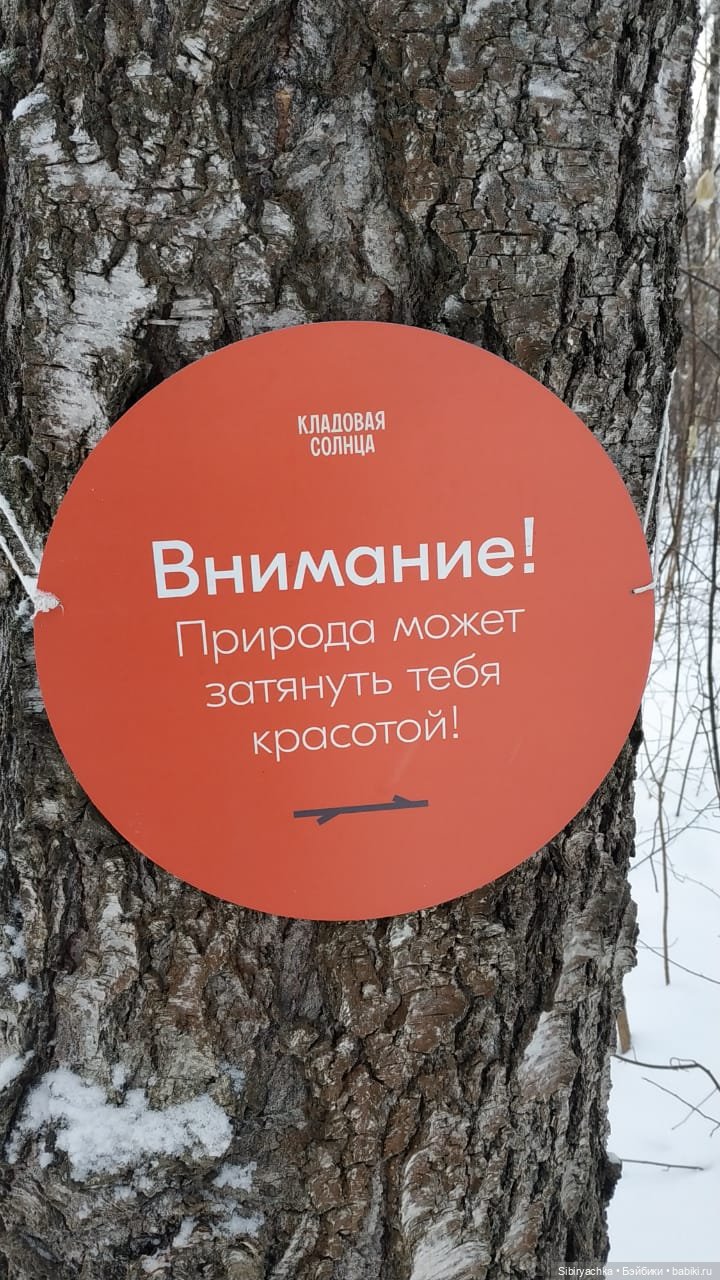 КЛАДОВАЯ
СОЛНЦА
Внимание!
Природа может
затянуть тебя
красотой!
Sibiryachka • Бэйбики • babiki.ru